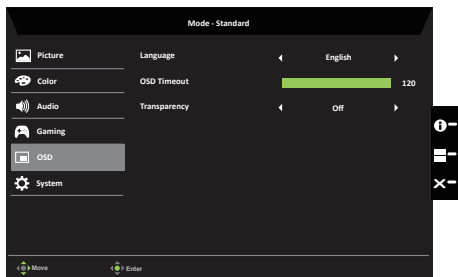 Mode - Standard
Picture
Language
English
Color
OSD Timeout
120
Audio
Transparency
Off
Gaming
OSD
System
Move
Enter